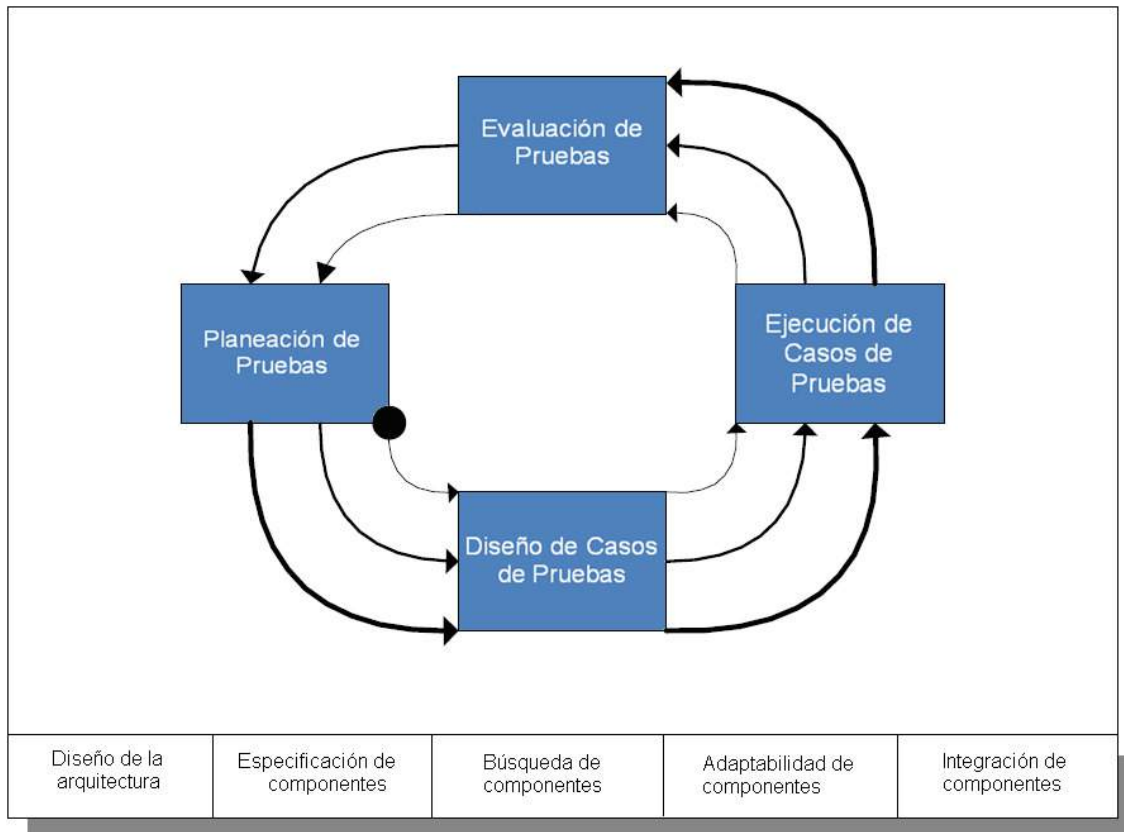 Evaluación de
Pruebas
Planeación de
Pruebas
Ejecución de
Casos de
Pruebas
Diseño de Casos
de Pruebas
Diseño de la
arquitectura
Especificación de
componentes
Búsqueda de
componentes
Adaptabilidad de
componentes
Integración de
componentes